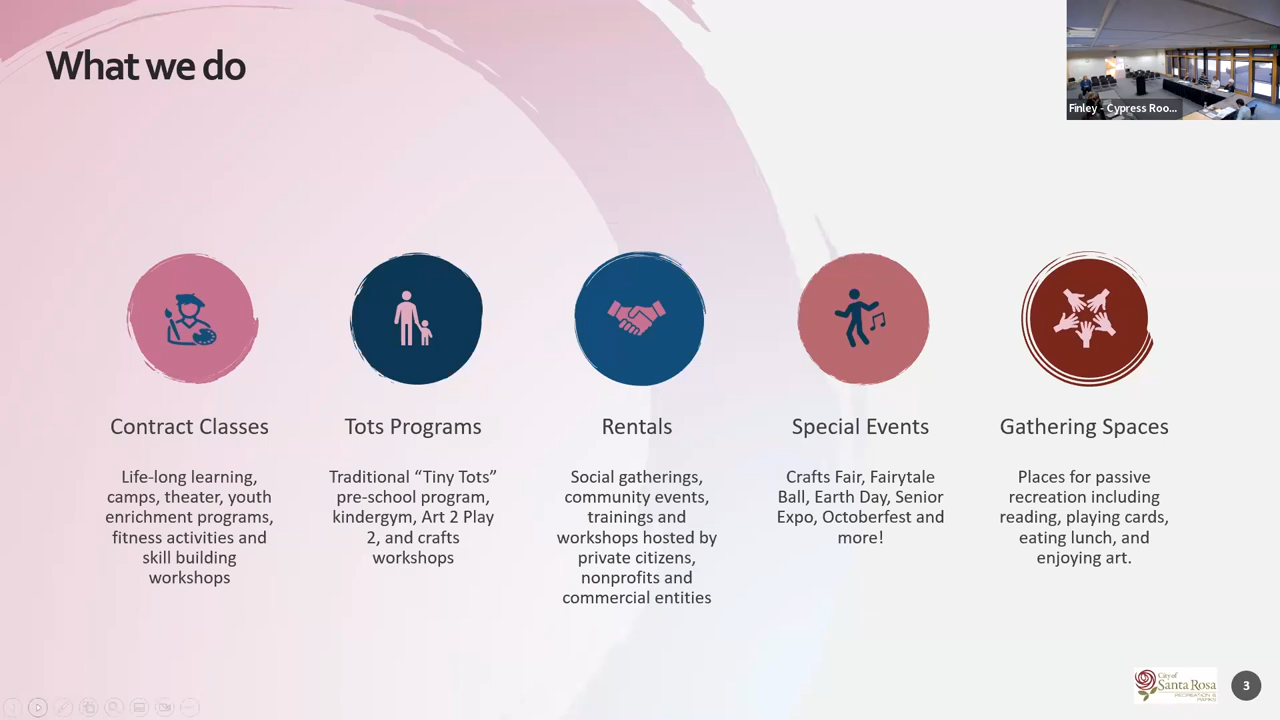 What we do
Finley - Cypress Roo...
Contract Classes
Life-long learning,
camps, theater, youth
enrichment programs,
fitness activities and
skill building
workshops
Tots Programs
Traditional “Tiny Tots”
pre-school program,
kindergym, Art 2 Play
2, and crafts
workshops
Rentals
Social gatherings,
community events,
trainings and
workshops hosted by
private citizens,
nonprofits and
commercial entities
Special Events
Crafts Fair, Fairytale
Ball, Earth Day, Senior
Expo, Octoberfest and
more!
Gathering Spaces
Places for passive
recreation including
reading, playing cards,
eating lunch, and
enjoying art.
City of
Santa Rosa
RECREATION &
PARKS
3